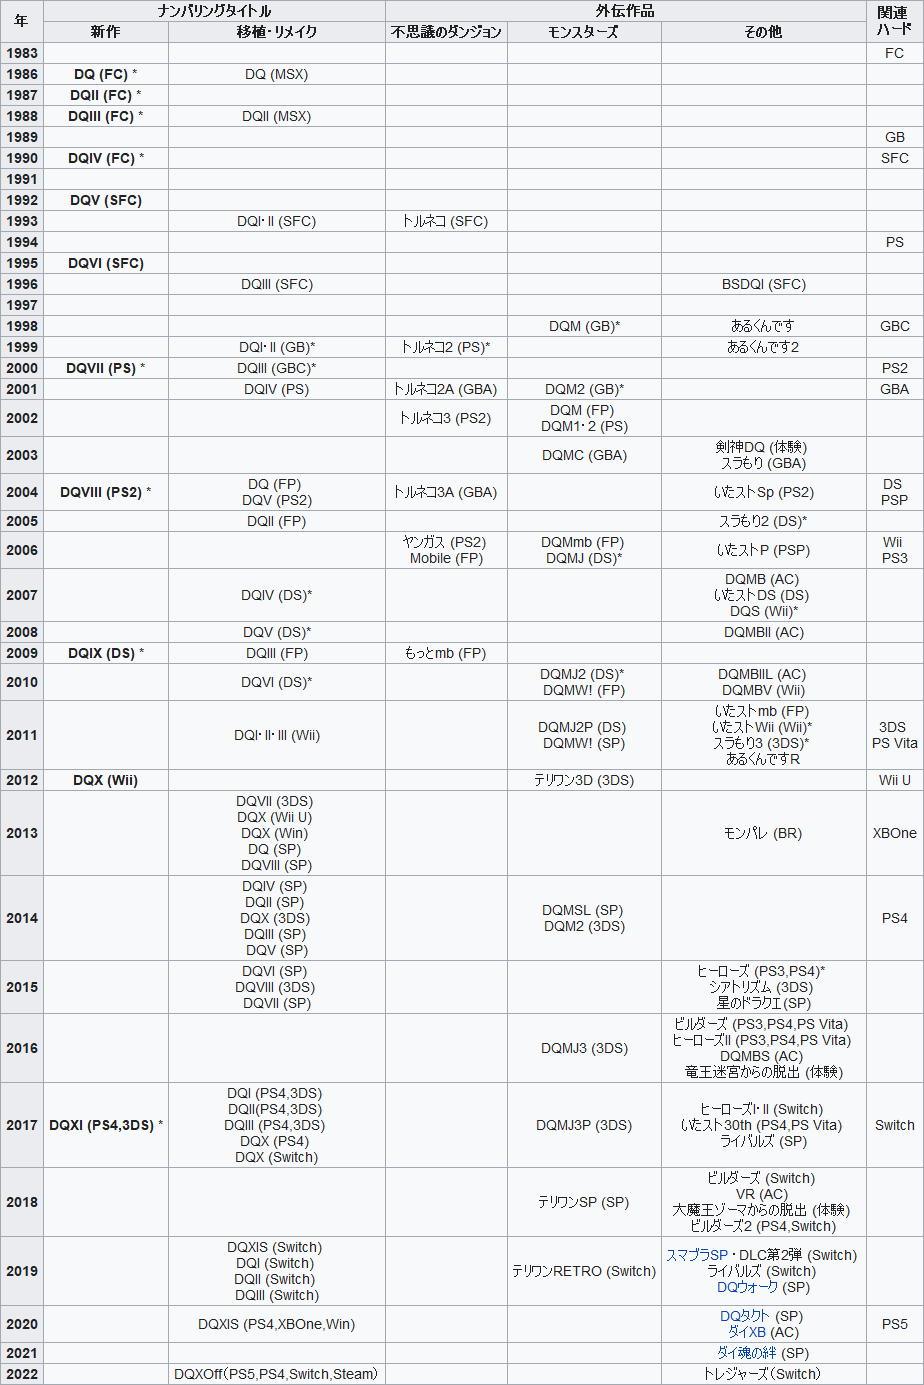 年 ナンバリングタイトル 外伝作品 関連ハード
新作 移植・リメイク 不思議のダンジョン モンスターズ その他
1983 FC
1986 DQ (FC) * DQ (MSX)
1987 DQII (FC) *
1988 DQIII (FC) * DQII (MSX)
1989 GB
1990 DQIV (FC) * SFC
1991
1992 DQV (SFC)
1993 DQI・II (SFC) トルネコ (SFC)
1994 PS
1995 DQVI (SFC)
1996 DQIII (SFC) BSDQI (SFC)
1997
1998 DQM (GB)* あるくんです GBC
1999 DQI・II (GB)* トルネコ2 (PS)* あるくんです2
2000 DQVII (PS) * DQIII (GBC)* PS2
2001 DQIV (PS) トルネコ2A (GBA) DQM2 (GB)* GBA
2002 トルネコ3 (PS2) DQM (FP)
DQM1・2 (PS)
2003 DQMC (GBA) 剣神DQ (体験)
スラもり (GBA)
2004 DQVIII (PS2) * DQ (FP)
DQV (PS2)
トルネコ3A (GBA) いたストSp (PS2) DS
PSP
2005 DQII (FP) スラもり2 (DS)*
2006 ヤンガス (PS2)
Mobile (FP)
DQMmb (FP)
DQMJ (DS)*
いたストP (PSP) Wii
PS3
2007 DQIV (DS)* DQMB (AC)
いたストDS (DS)
DQS (Wii)*
2008 DQV (DS)* DQMBII (AC)
2009 DQIX (DS) * DQIII (FP) もっとmb (FP)
2010 DQVI (DS)* DQMJ2 (DS)*
DQMW! (FP)
DQMBIIL (AC)
DQMBV (Wii)
2011 DQI・II・III (Wii) DQMJ2P (DS)
DQMW! (SP)
いたストmb (FP)
いたストWii (Wii)*
スラもり3 (3DS)*
あるくんですR
3DS
PS Vita
2012 DQX (Wii) テリワン3D (3DS) Wii U
2013 DQVII (3DS)
DQX (Wii U)
DQX (Win)
DQ (SP)
DQVIII (SP)
モンパレ (BR) XBOne
2014 DQIV (SP)
DQII (SP)
DQX (3DS)
DQIII (SP)
DQV (SP)
DQMSL (SP)
DQM2 (3DS)
PS4
2015 DQVI (SP)
DQVIII (3DS)
DQVII (SP)
ヒーローズ (PS3,PS4)*
シアトリズム (3DS)
星のドラクエ(SP)
2016 DQMJ3 (3DS) ビルダーズ (PS3,PS4,PS Vita)
ヒーローズII (PS3,PS4,PS Vita)
DQMBS (AC)
竜王迷宮からの脱出 (体験)
2017 DQXI (PS4,3DS) * DQI (PS4,3DS)
DQII(PS4,3DS)
DQIII (PS4,3DS)
DQX (PS4)
DQX (Switch)
DQMJ3P (3DS) ヒーローズI・II (Switch)
いたスト30th (PS4,PS Vita)
ライバルズ (SP)
Switch
2018 テリワンSP (SP) ビルダーズ (Switch)
VR (AC)
大魔王ゾーマからの脱出 (体験)
ビルダーズ2 (PS4,Switch)
2019 DQXIS (Switch)
DQI (Switch)
DQII (Switch)
DQIII (Switch)
テリワンRETRO (Switch) スマブラSP・DLC第2弾 (Switch)
ライバルズ (Switch)
DQウォーク (SP)
2020 DQXIS (PS4,XBOne,Win) DQタクト (SP)
ダイXB (AC)
PS5
2021 ダイ魂の絆 (SP)
2022 DQXOff(PS5,PS4,Switch,Steam) トレジャーズ(Switch)